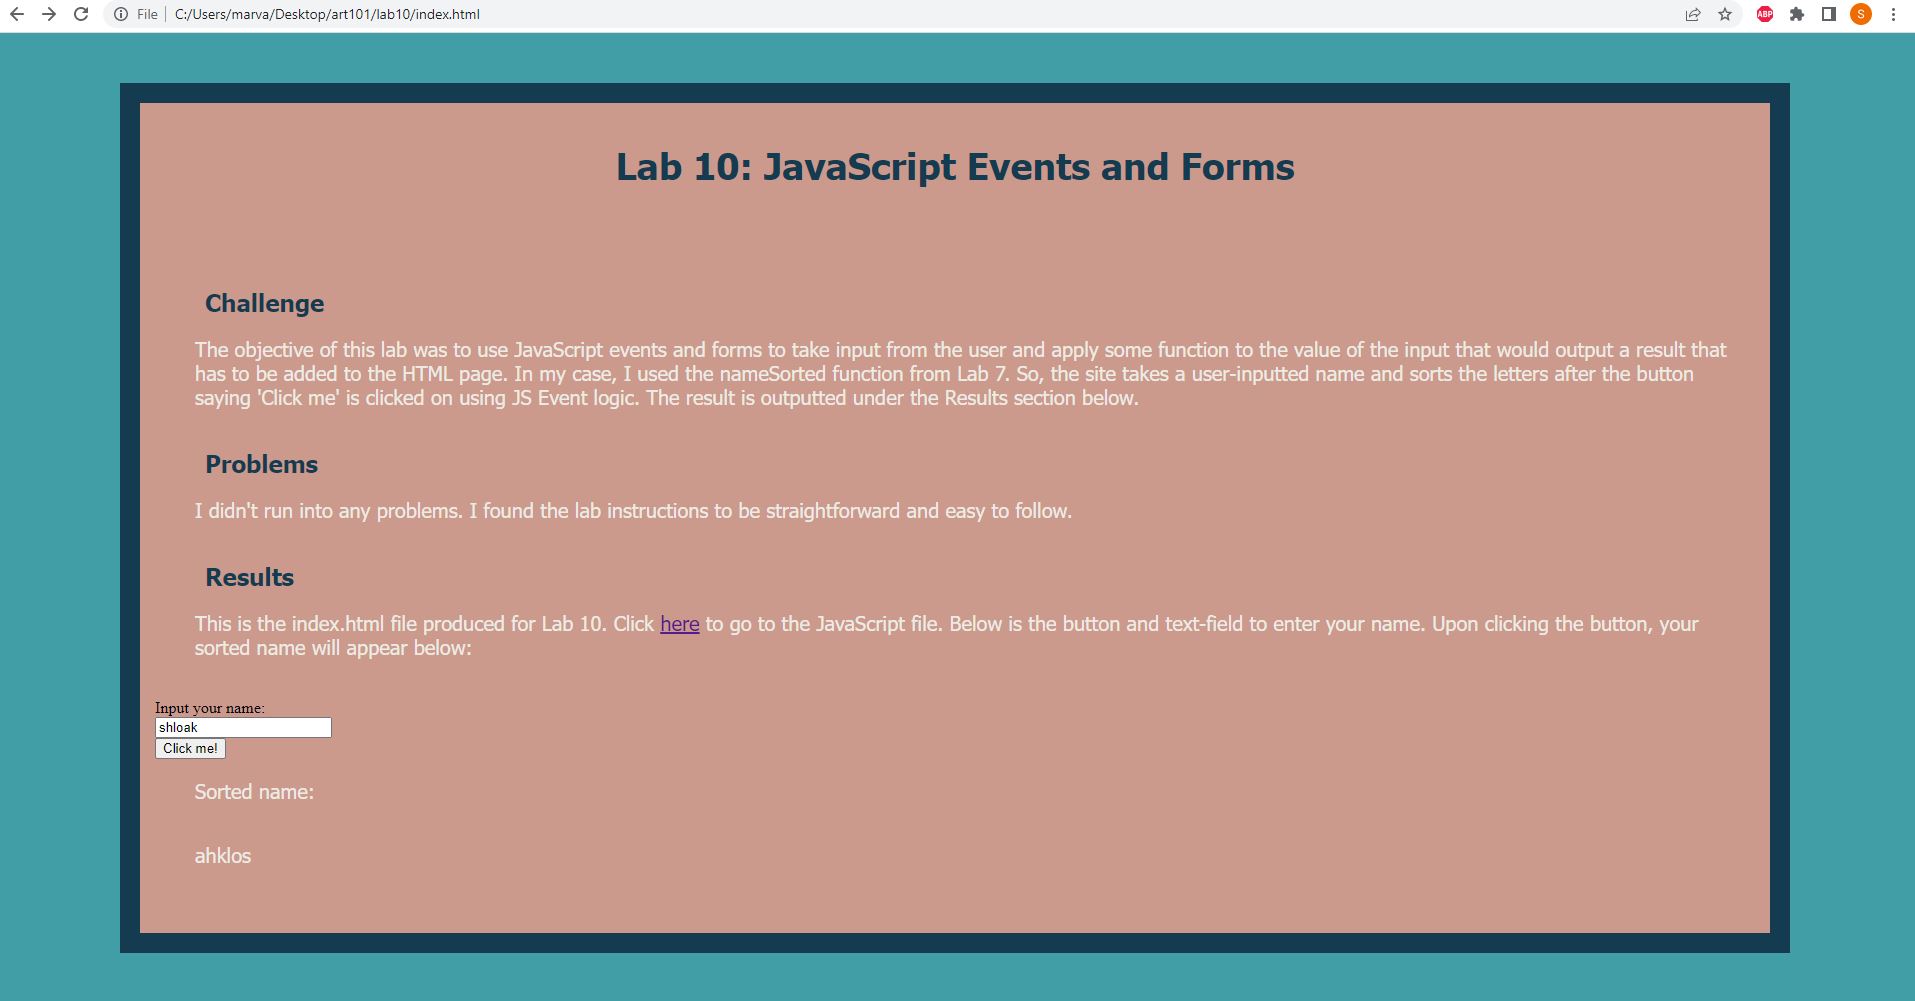 File | C:/Users/marva/Desktop/art101/lab10/index.html
ABP
S
Lab 10: JavaScript Events and Forms
Challenge
The objective of this lab was to use JavaScript events and forms to take input from the user and apply some function to the value of the input that would output a result that
has to be added to the HTML page. In my case, I used the nameSorted function from Lab 7. So, the site takes a user-inputted name and sorts the letters after the button
saying 'Click me' is clicked on using JS Event logic. The result is outputted under the Results section below.
Problems
I didn't run into any problems. I found the lab instructions to be straightforward and easy to follow.
Results
This is the index.html file produced for Lab 10. Click here to go to the JavaScript file. Below is the button and text-field to enter your name. Upon clicking the button, your
sorted name will appear below:
Input your name:
shloak
Click me!
Sorted name:
ahklos